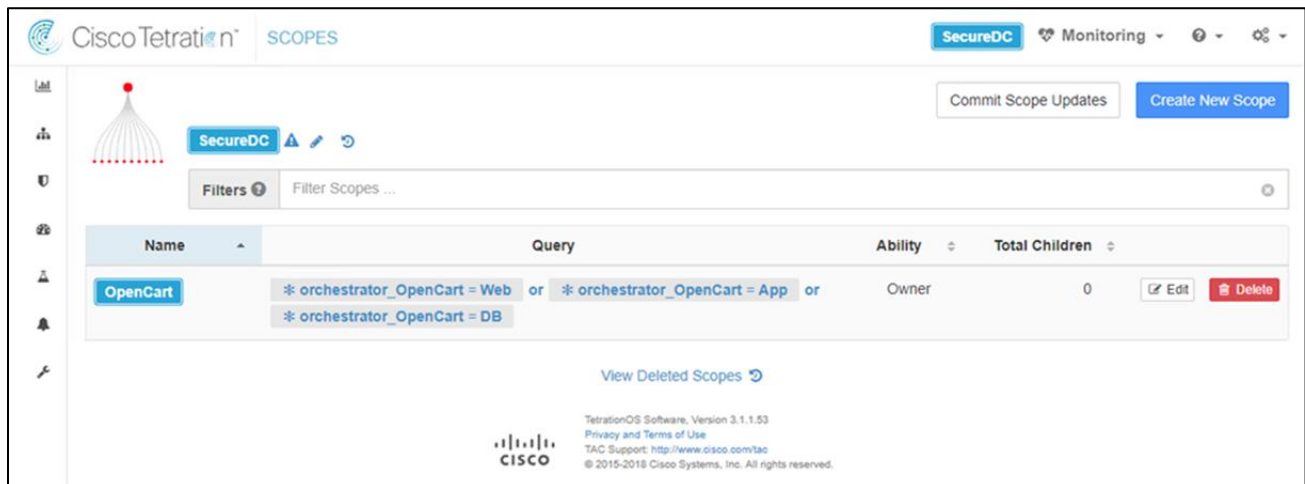 Cisco Tetration™ SCOPES SecureDC Monitoring
Commit Scope Updates Create New Scope
SecureDC
Filters Filter Scopes ...
Name Query Ability Total Children
OpenCart * orchestrator_OpenCart = Web or * orchestrator_OpenCart = App or Owner 0 Edit Delete
* orchestrator_OpenCart = DB
View Deleted Scopes
TetrationOS Software, Version 3.1.1.53
Privacy and Terms of Use
TAC Support: http://www.cisco.com/tac
© 2015-2018 Cisco Systems, Inc. All rights reserved.
CISCO